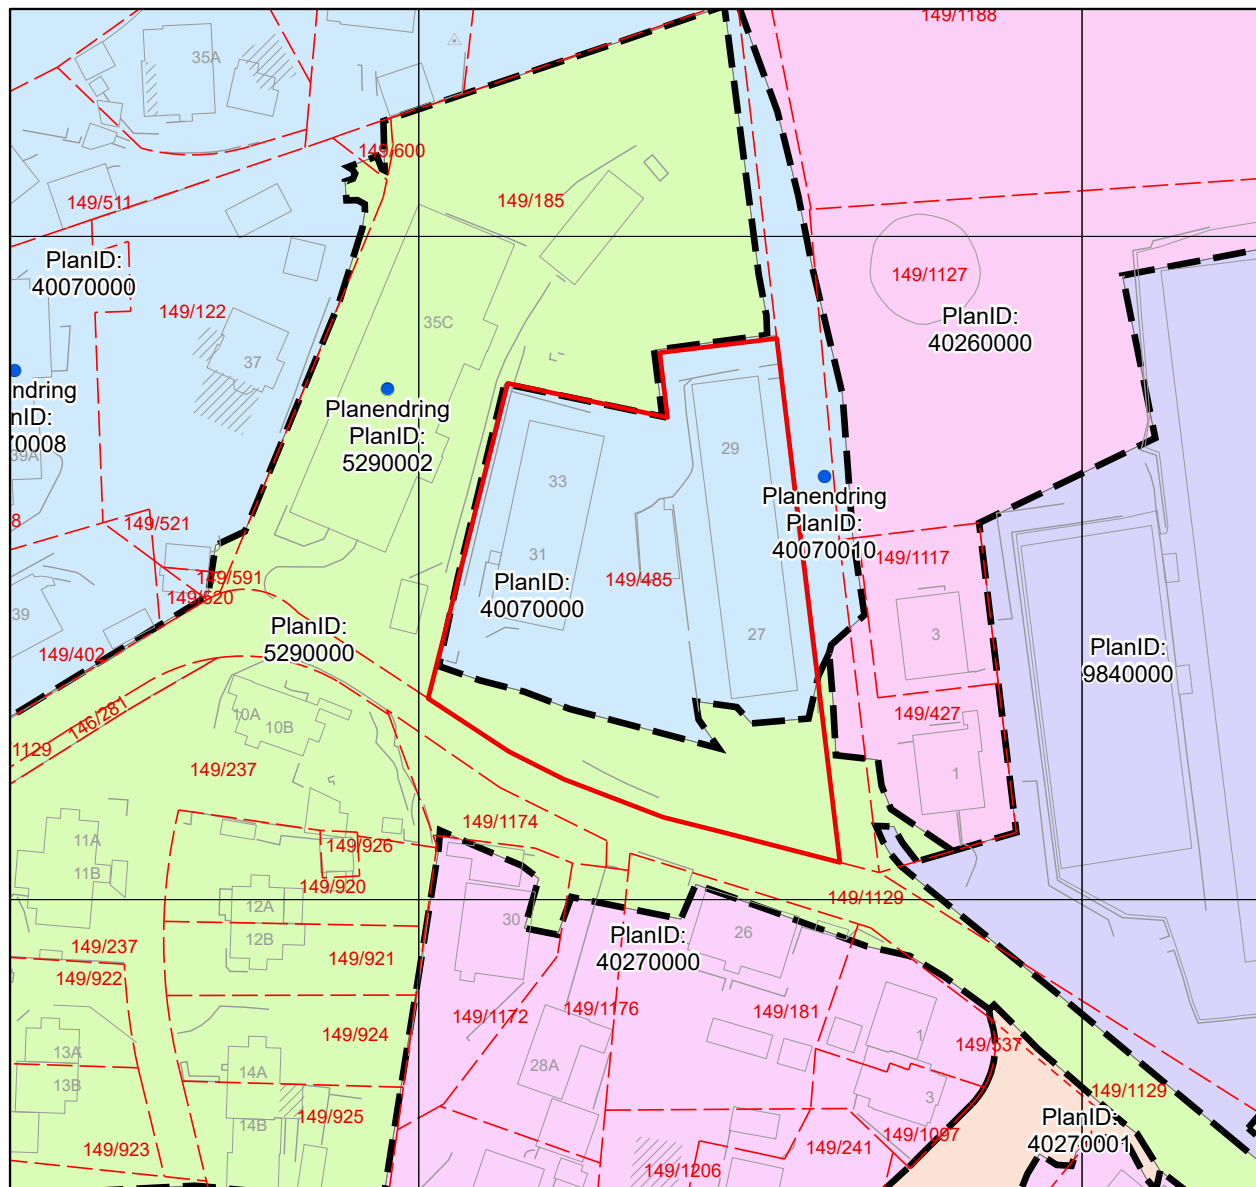 149/1188
35A
149/600
149/185
149/511
PlanID:
40070000
149/1127
149/122
PlanID:
40260000
35C
37
ndring
nID:
70008
Planendring
PlanID:
5290002
29
39A
33
Planendring
PlanID:
40070010
8
149/521
31
149/1117
149/591
149/485
PlanID:
40070000
149/520
39
PlanID:
5290000
27
3
149/402
PlanID:
9840000
146/281
10A
10B
149/427
1129
149/237
1
149/1174
11A
149/926
11B
149/920
149/1129
12A
30
26
PlanID:
40270000
12B
149/237
149/921
149/922
149/1172
149/1176
149/181
149/924
1
149/537
13A
28A
14A
13B
3
149/1129
149/925
PlanID:
40270001
14B
149/1097
149/923
149/241
149/1206